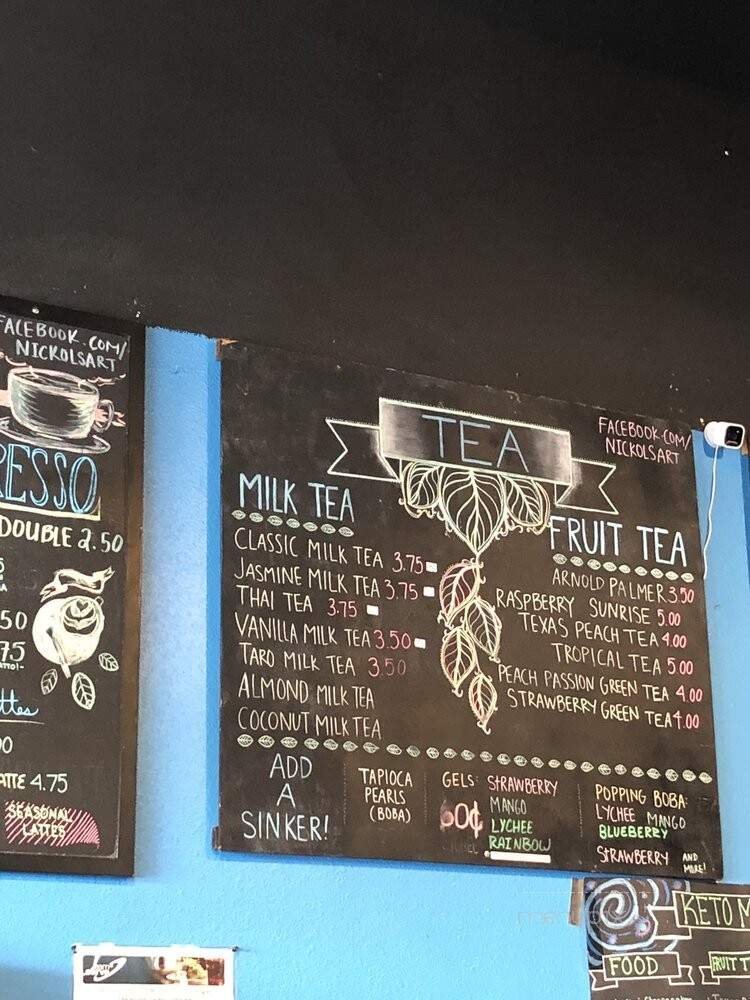 FACEBOOK.COM/
NICKOLSART
RESSO
DOUBLE 2.50
50
75
ttes
00
ATTE 4.75
SEASONAL
LATTES
TEA
FACEBOOK.COM/
NICKOLSART
MILK TEA
CLASSIC MILK TEA 3.75
JASMINE MILK TEA 3.75
THAI TEA 3.75
VANILLA MILK TEA 3.50
TARO MILK TEA 3.50
ALMOND MILK TEA
COCONUT MILK TEA
FRUIT TEA
ARNOLD PALMER 3.50
RASPBERRY SUNRISE 5.00
TEXAS PEACH TEA 4.00
TROPICAL TEA 5.00
PEACH PASSION GREEN TEA 4.00
STRAWBERRY GREEN TEA 4.00
ADD
A
SINKER!
TAPIOCA
PEARLS
(BOBA)
GELS: STRAWBERRY
MANGO
60¢
LYCHEE
RAINBOW
POPPING BOBA:
LYCHEE MANGO
BLUEBERRY
STRAWBERRY AND
MORE!
KETO M
FOOD
FRUIT T